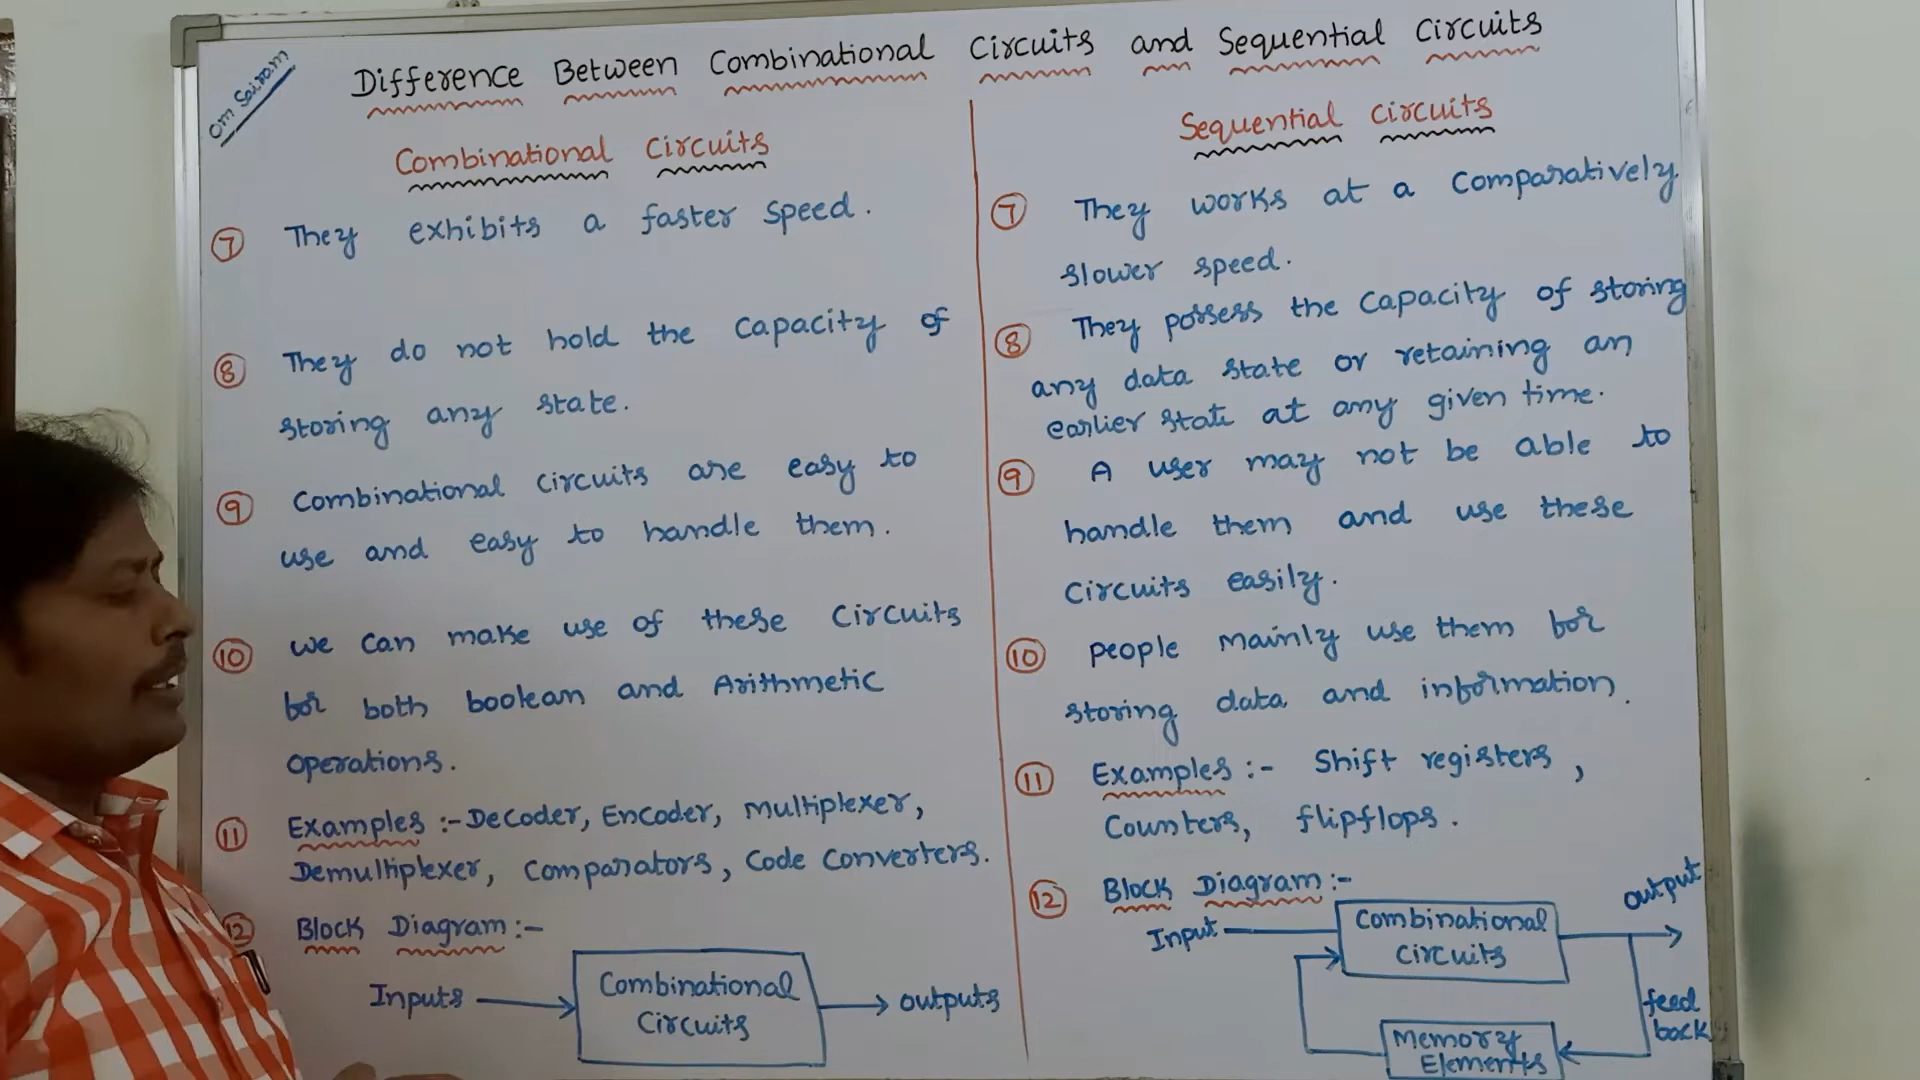 Om Sairam
Difference Between Combinational Circuits and Sequential Circuits
Combinational Circuits
⑦ They exhibits a faster speed.
⑧ They do not hold the capacity of
storing any state.
⑨ Combinational circuits are easy to
use and easy to handle them.
⑩ we can make use of these circuits
for both boolean and Arithmetic
operations.
⑪ Examples :- Decoder, Encoder, Multiplexer,
Demultiplexer, Comparators, Code Converters.
⑫ Block Diagram :-
Inputs
Combinational
Circuits
outputs
Sequential Circuits
⑦ They works at a comparatively
slower speed.
⑧ They possess the capacity of storing
any data state or retaining an
earlier state at any given time.
⑨ A user may not be able to
handle them and use these
circuits easily.
⑩ people mainly use them for
storing data and information.
⑪ Examples :- Shift registers,
Counters, flipflops.
⑫ Block Diagram :-
Input
Combinational
Circuits
output
feed
back
Memory
Elements